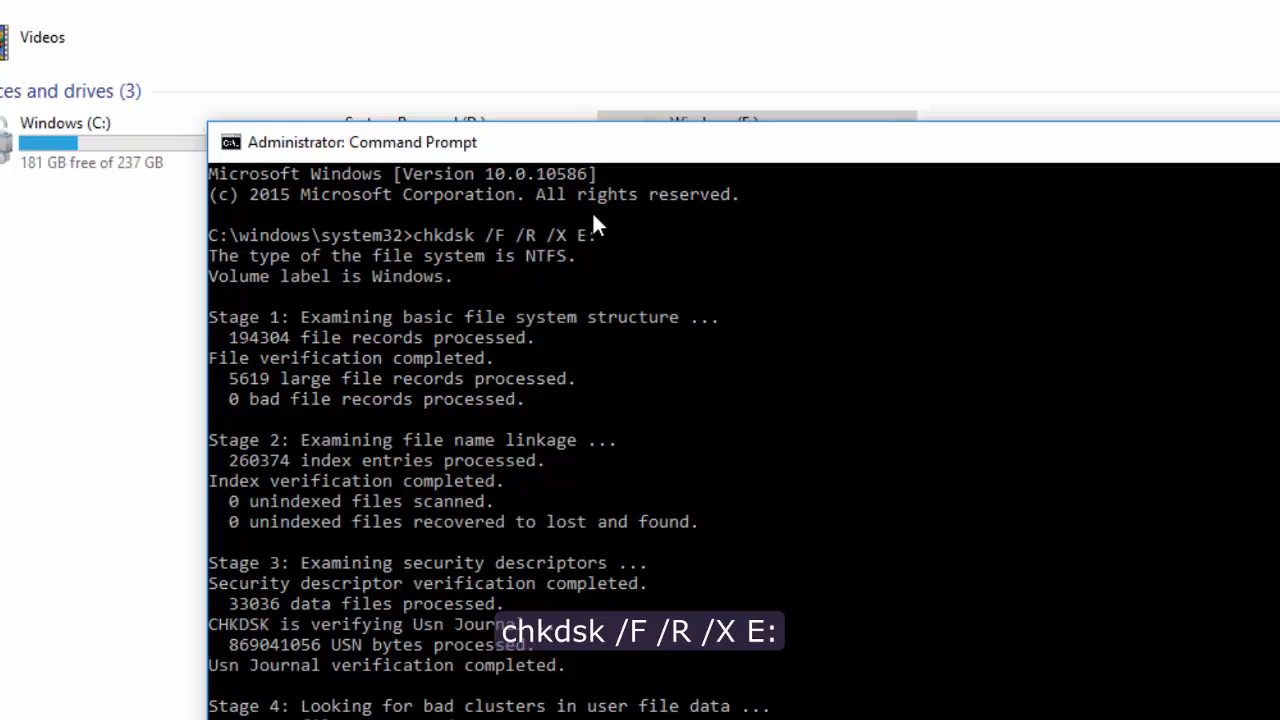 Videos
ces and drives (3)
Windows (C:)
181 GB free of 237 GB
Administrator: Command Prompt
Microsoft Windows [Version 10.0.10586]
(c) 2015 Microsoft Corporation. All rights reserved.
C:\windows\system32>chkdsk /F /R /X E:
The type of the file system is NTFS.
Volume label is Windows.
Stage 1: Examining basic file system structure ...
194304 file records processed.
File verification completed.
5619 large file records processed.
0 bad file records processed.
Stage 2: Examining file name linkage ...
260374 index entries processed.
Index verification completed.
0 unindexed files scanned.
0 unindexed files recovered to lost and found.
Stage 3: Examining security descriptors ...
Security descriptor verification completed.
33036 data files processed.
CHKDSK is verifying Usn Journal
869041056 USN bytes processed.
Usn Journal verification completed.
Stage 4: Looking for bad clusters in user file data ...
chkdsk /F /R /X E: